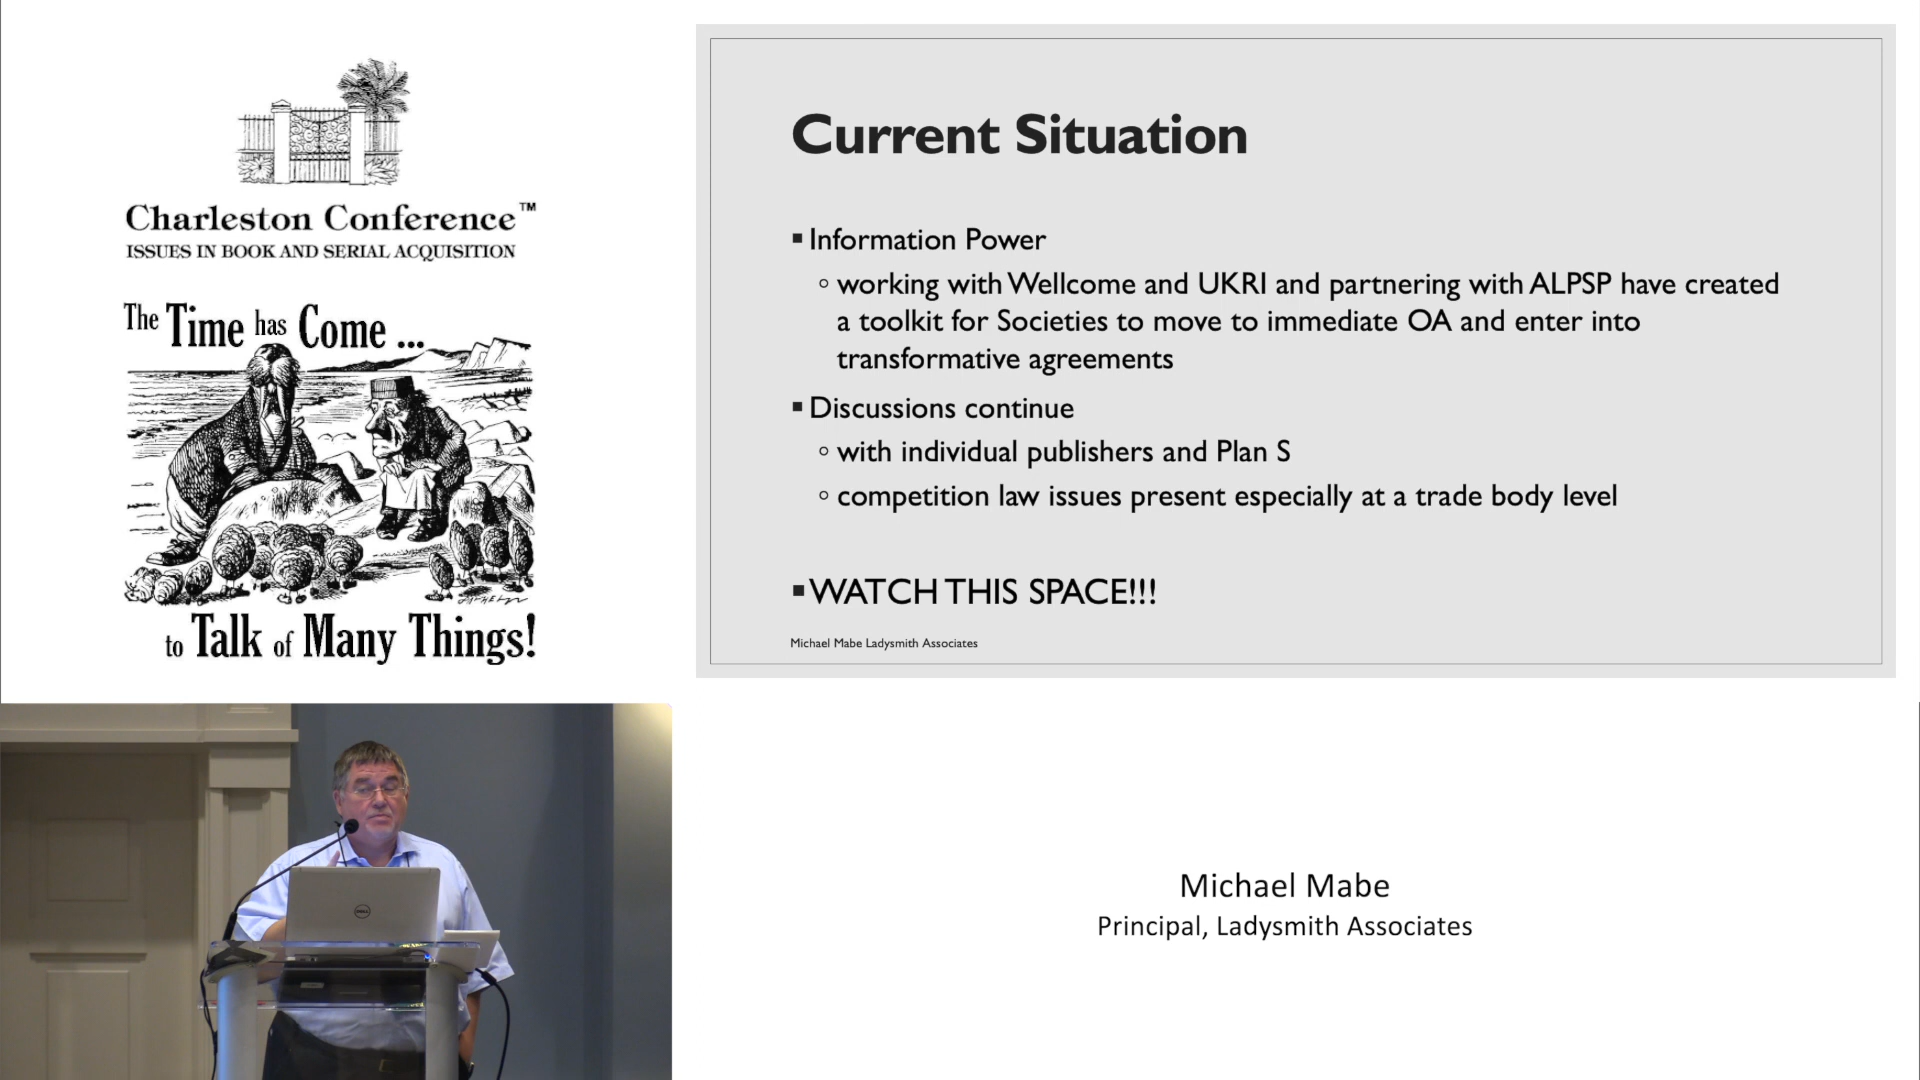 Charleston Conference™
ISSUES IN BOOK AND SERIAL ACQUISITION
The Time has Come ...
to Talk of Many Things!
Current Situation
▪ Information Power
◦ working with Wellcome and UKRI and partnering with ALPSP have created
a toolkit for Societies to move to immediate OA and enter into
transformative agreements
▪ Discussions continue
◦ with individual publishers and Plan S
◦ competition law issues present especially at a trade body level
▪ WATCH THIS SPACE!!!
Michael Mabe Ladysmith Associates
DELL
Michael Mabe
Principal, Ladysmith Associates